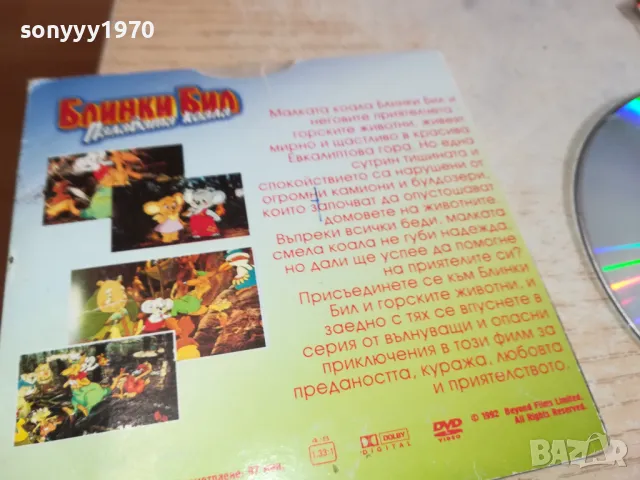 sonyyy1970
БЛИНКИ БИЛ
Малката коала Блинки Бил и
неговите приятелчета
горските животни, живеят
мирно и щастливо в красива
Евкалиптова гора. Но една
сутрин тишината и
спокойствието са нарушени от
огромни камиони и булдозери,
които започват да опустошават
домовете на животните.
Въпреки всички беди, малката
смела коала не губи надежда,
но дали ще успее да помогне
на приятелите си?
Присъединете се към Блинки
Бил и горските животни, и
заедно с тях се впуснете в
серия от вълнуващи и опасни
приключения в този филм за
предаността, куража, любовта
и приятелството.
1.33:1
DOLBY
DIGITAL
DVD
VIDEO
© 1992 Beyond Films Limited.
All Rights Reserved.
bazar.bg